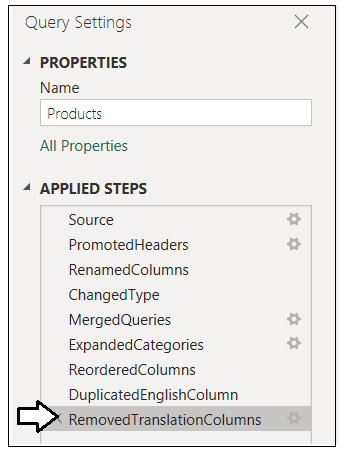 Query Settings
PROPERTIES
Name
Products
All Properties
APPLIED STEPS
Source
PromotedHeaders
RenamedColumns
ChangedType
MergedQueries
ExpandedCategories
ReorderedColumns
DuplicatedEnglishColumn
RemovedTranslationColumns